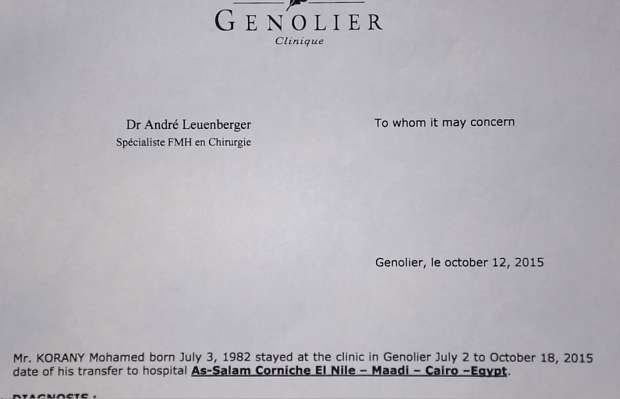 GENOLIER
Clinique
Dr André Leuenberger
Spécialiste FMH en Chirurgie
To whom it may concern
Genolier, le october 12, 2015
Mr. KORANY Mohamed born July 3, 1982 stayed at the clinic in Genolier July 2 to October 18, 2015
date of his transfer to hospital As-Salam Corniche El Nile – Maadi – Cairo –Egypt.
DIAGNOSIS :